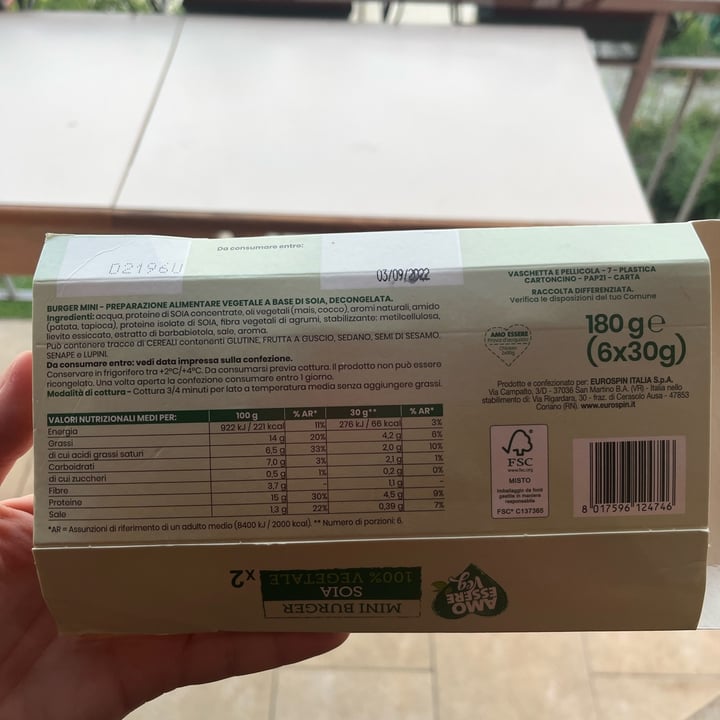 02196U
Da consumare entro:
03/09/2022
BURGER MINI - PREPARAZIONE ALIMENTARE VEGETALE A BASE DI SOIA, DECONGELATA.
Ingredienti: acqua, proteine di SOIA concentrate, oli vegetali (mais, cocco), aromi naturali, amido
(patata, tapioca), proteine isolate di SOIA, fibra vegetali di agrumi, stabilizzante: metilcellulosa,
lievito essiccato, estratto di barbabietola, sale, aroma.
Può contenere tracce di CEREALI contenenti GLUTINE, FRUTTA A GUSCIO, SEDANO, SEMI DI SESAMO,
SENAPE e LUPINI.
Da consumare entro: vedi data impressa sulla confezione.
Conservare in frigorifero tra +2°C/+4°C. Da consumarsi previa cottura. Il prodotto non può essere
ricongelato. Una volta aperta la confezione consumare entro 1 giorno.
Modalità di cottura - Cottura 3/4 minuti per lato a temperatura media senza aggiungere grassi.
VALORI NUTRIZIONALI MEDI PER: 100 g % AR* 30 g** % AR*
Energia 922 kJ / 221 kcal 11% 276 kJ / 66 kcal 3%
Grassi 14 g 20% 4,2 g 6%
di cui acidi grassi saturi 6,5 g 33% 2,0 g 10%
Carboidrati 7,0 g 3% 2,1 g 1%
di cui zuccheri 0,5 g 1% 0,2 g 0%
Fibre 3,7 g - 1,1 g -
Proteine 15 g 30% 4,5 g 9%
Sale 1,3 g 22% 0,39 g 7%
*AR = Assunzioni di riferimento di un adulto medio (8400 kJ / 2000 kcal). ** Numero di porzioni: 6.
VASCHETTA E PELLICOLA - 7 - PLASTICA
CARTONCINO - PAP21 - CARTA
RACCOLTA DIFFERENZIATA.
Verifica le disposizioni del tuo Comune
AMO ESSERE
180 g e
(6x30g)
Prodotto e confezionato per: EUROSPIN ITALIA S.p.A.
Via Campalto, 3/D - 37036 San Martino B.A. (VR) - Italia nello
stabilimento di: Via Rigardara, 30 - fraz. di Cerasolo Ausa - 47853
Coriano (RN). www.eurospin.it
FSC
www.fsc.org
MISTO
Imballaggio da fonti
gestite in maniera
responsabile
FSC® C137365
8 017596 124746
MINI BURGER
SOIA
100% VEGETALE
x2
AMO
ESSERE
Veg